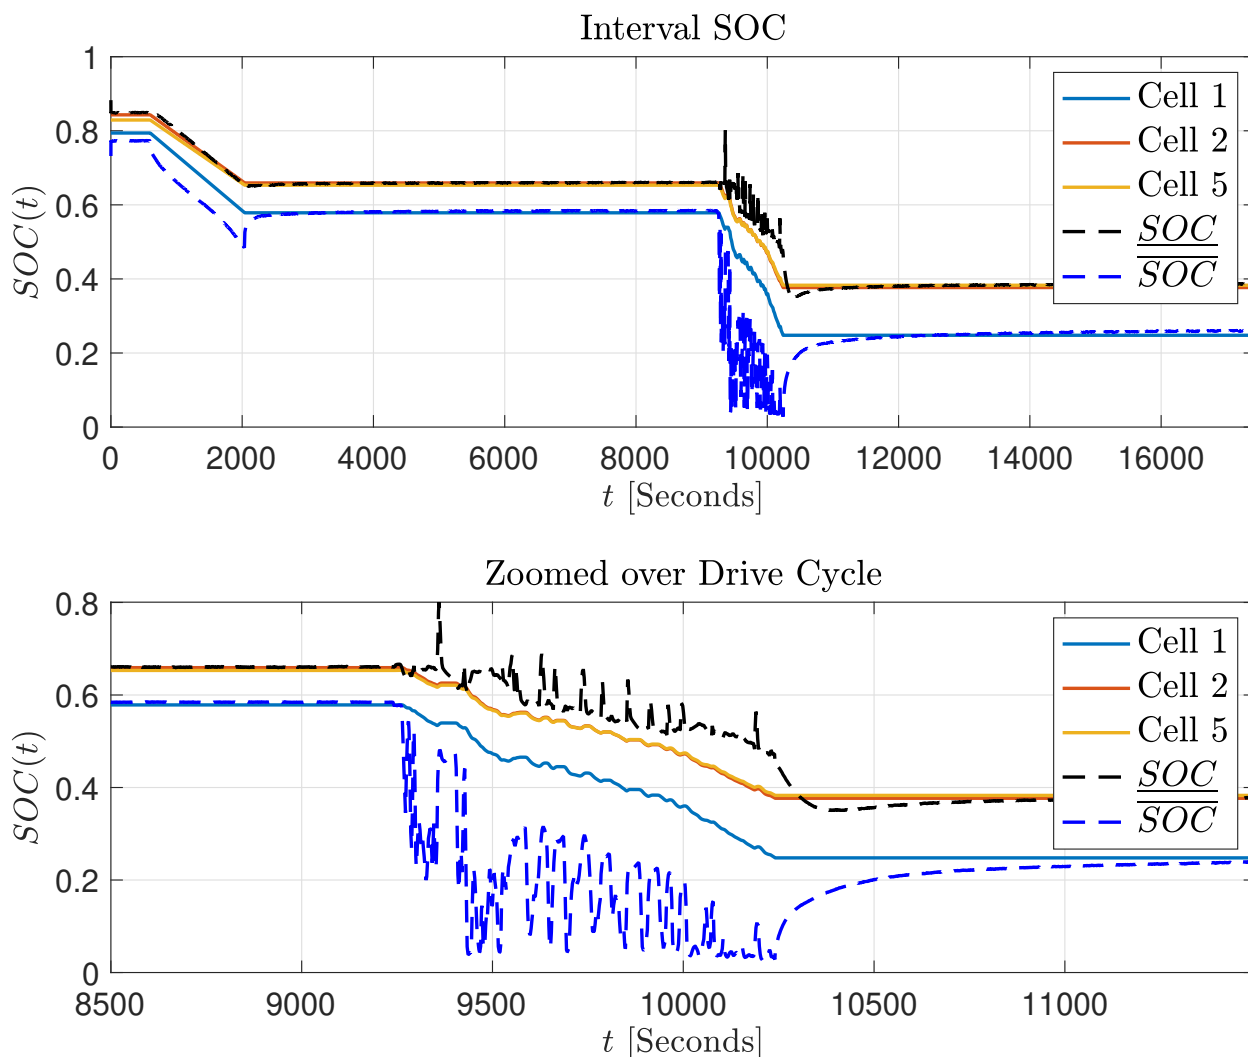 Interval SOC
1
0.8
0.6
0.4
0.2
0
SOC(t)
Cell 1
Cell 2
Cell 5
SOC
SOC
0 2000 4000 6000 8000 10000 12000 14000 16000
t [Seconds]
Zoomed over Drive Cycle
0.8
0.6
0.4
0.2
0
SOC(t)
Cell 1
Cell 2
Cell 5
SOC
SOC
8500 9000 9500 10000 10500 11000
t [Seconds]